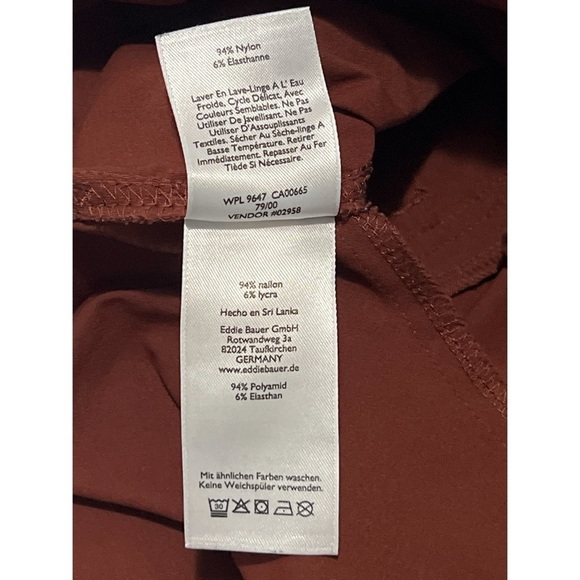 94% Nylon
6% Élasthanne
Laver En Lave-Linge A L' Eau
Froide, Cycle Délicat, Avec
Couleurs Semblables. Ne Pas
Utiliser De Javellisant. Ne Pas
Utiliser D'Assouplissants
Textiles. Sécher Au Sèche-linge A
Basse Température. Retirer
Immédiatement. Repasser Au Fer
Tiède Si Nécessaire.
WPL 9647 CA00665
79/00
VENDOR #02958
94% nailon
6% lycra
Hecho en Sri Lanka
Eddie Bauer GmbH
Rotwandweg 3a
82024 Taufkirchen
GERMANY
www.eddiebauer.de
94% Polyamid
6% Elasthan
Mit ähnlichen Farben waschen.
Keine Weichspüler verwenden.
30